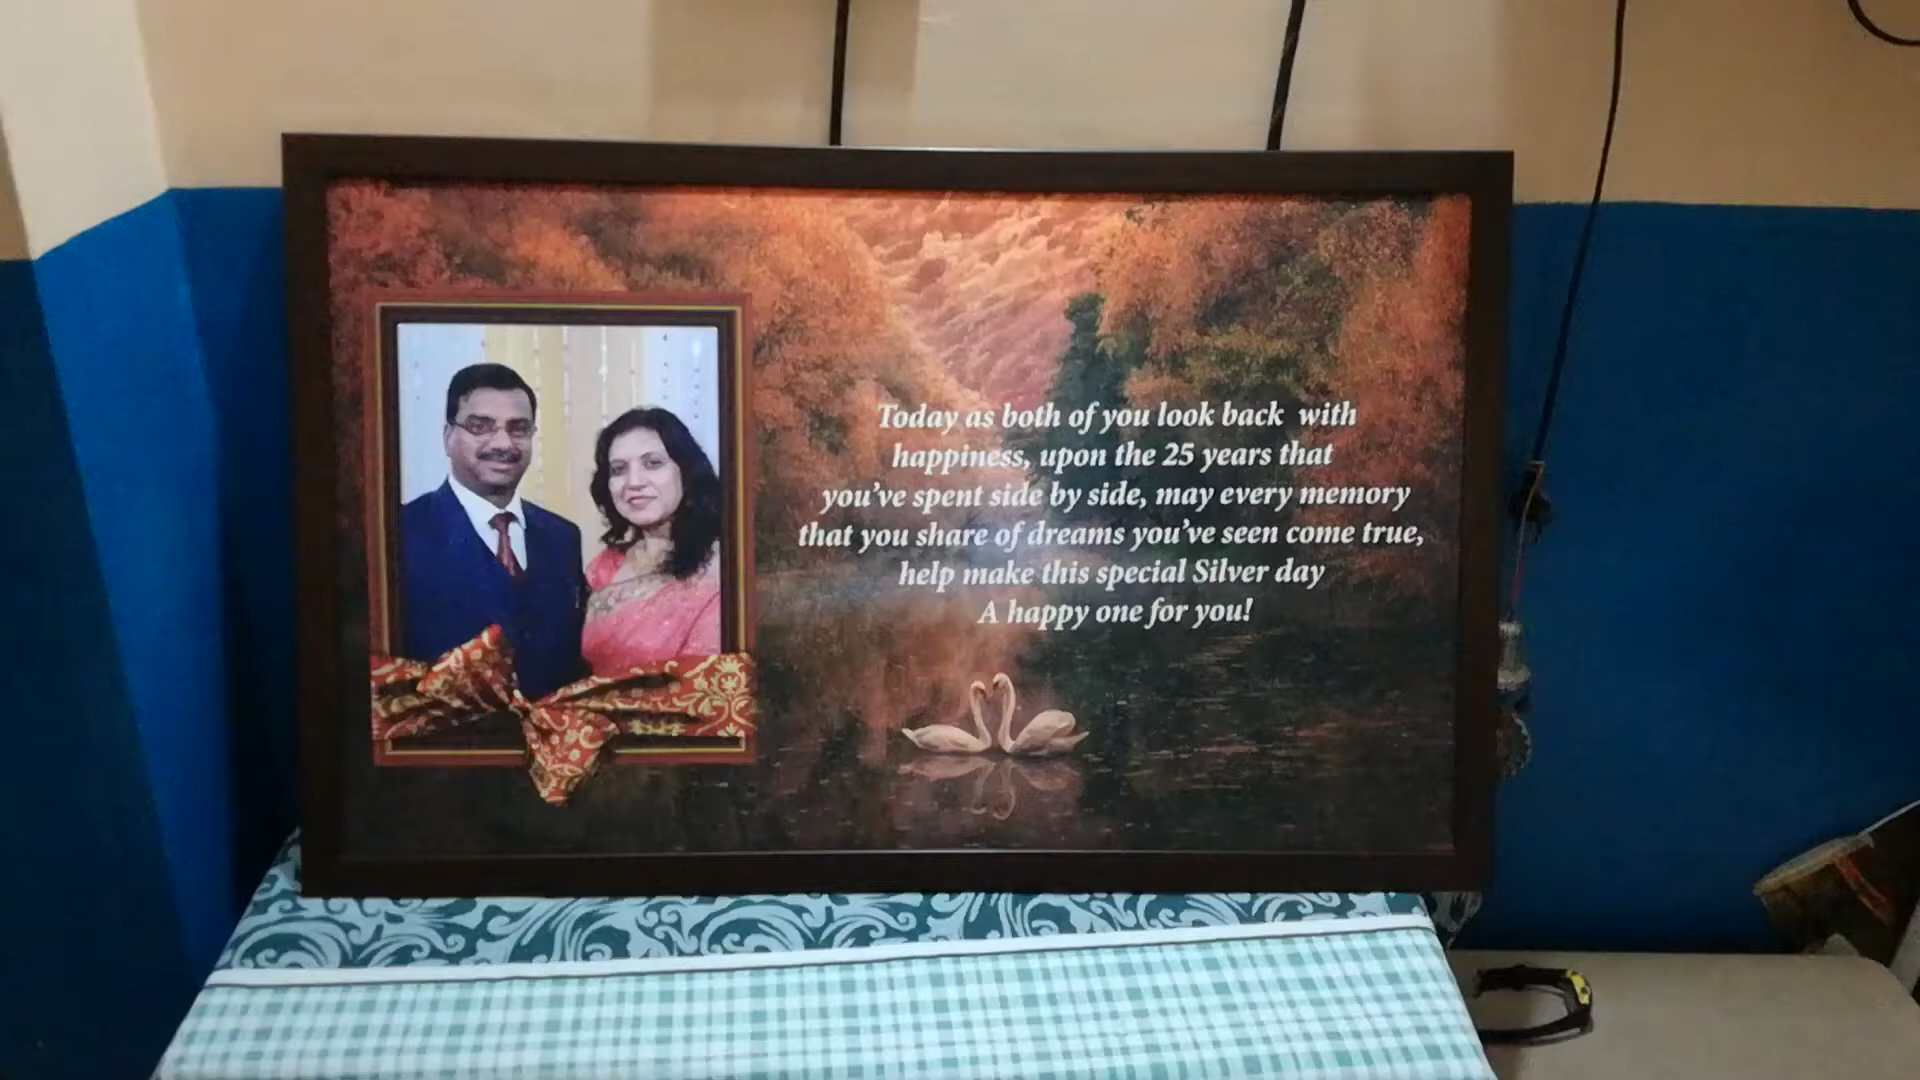 Today as both of you look back with
happiness, upon the 25 years that
you've spent side by side, may every memory
that you share of dreams you've seen come true,
help make this special Silver day
A happy one for you!